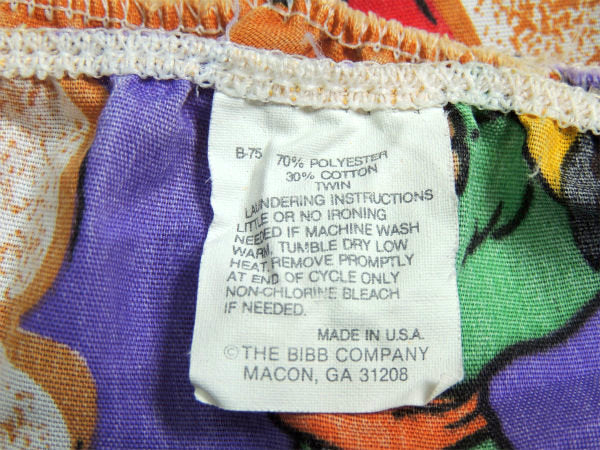 B-75 70% POLYESTER
30% COTTON
TWIN
LAUNDERING INSTRUCTIONS
LITTLE OR NO IRONING
NEEDED IF MACHINE WASH
WARM, TUMBLE DRY LOW
HEAT, REMOVE PROMPTLY
AT END OF CYCLE ONLY
NON-CHLORINE BLEACH
IF NEEDED.
MADE IN U.S.A.
©THE BIBB COMPANY
MACON, GA 31208